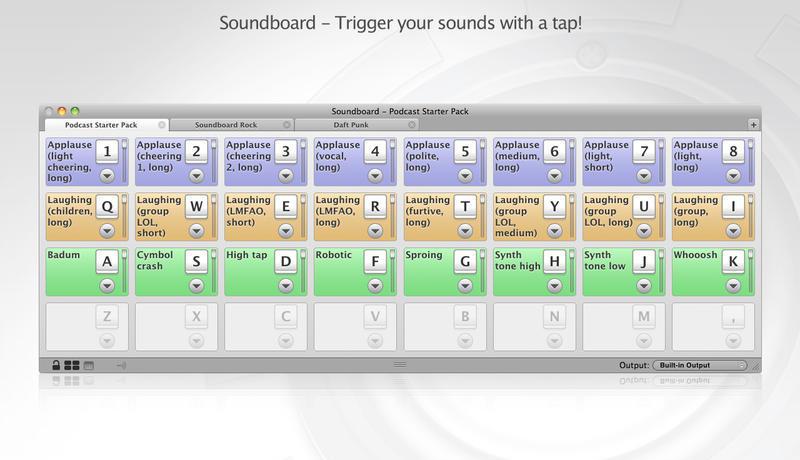 Soundboard – Trigger your sounds with a tap!
Soundboard – Podcast Starter Pack
Podcast Starter Pack
Soundboard Rock
Daft Punk
+
Applause
(light
cheering,
long)
1
Applause
(cheering
1, long)
2
Applause
(cheering
2, long)
3
Applause
(vocal,
long)
4
Applause
(polite,
long)
5
Applause
(medium,
long)
6
Applause
(light,
short)
7
Applause
(light,
long)
8
Laughing
(children,
long)
Q
Laughing
(group
LOL,
short)
W
Laughing
(LMFAO,
short)
E
Laughing
(LMFAO,
long)
R
Laughing
(furtive,
long)
T
Laughing
(group
LOL,
medium)
Y
Laughing
(group
LOL, long)
U
Laughing
(group,
long)
I
Badum
A
Cymbol
crash
S
High tap
D
Robotic
F
Sproing
G
Synth
tone high
H
Synth
tone low
J
Whooosh
K
Z
X
C
V
B
N
M
,
Output:
Built-in Output